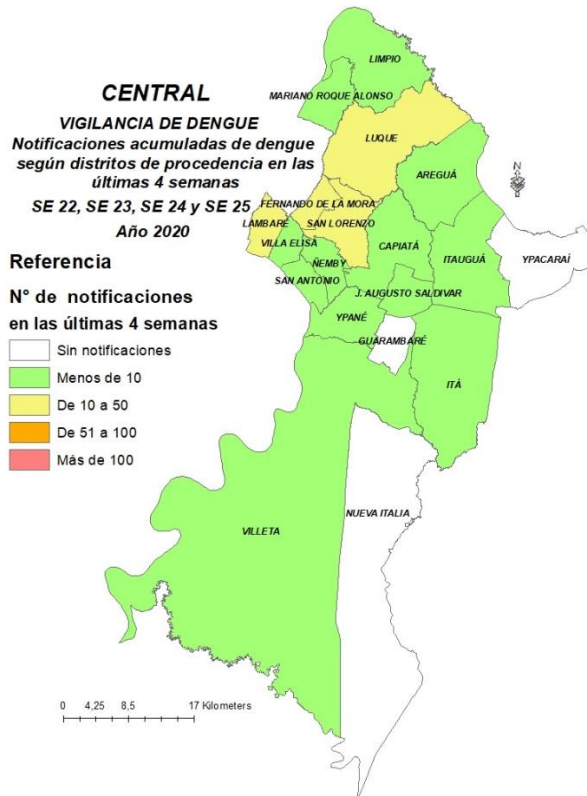 CENTRAL
VIGILANCIA DE DENGUE
Notificaciones acumuladas de dengue
según distritos de procedencia en las
últimas 4 semanas
SE 22, SE 23, SE 24 y SE 25
Año 2020
Referencia
N° de notificaciones
en las últimas 4 semanas
Sin notificaciones
Menos de 10
De 10 a 50
De 51 a 100
Más de 100
LIMPIO
MARIANO ROQUE ALONSO
LUQUE
N
AREGUÁ
FERNANDO DE LA MORA
LAMBARÉ
SAN LORENZO
VILLA ELISA
CAPIATÁ
ITAUGUÁ
YPACARAÍ
ÑEMBY
SAN ANTONIO
J. AUGUSTO SALDIVAR
YPANÉ
GUARAMBARÉ
ITÁ
NUEVA ITALIA
VILLETA
0 4,25 8,5 17 Kilometers